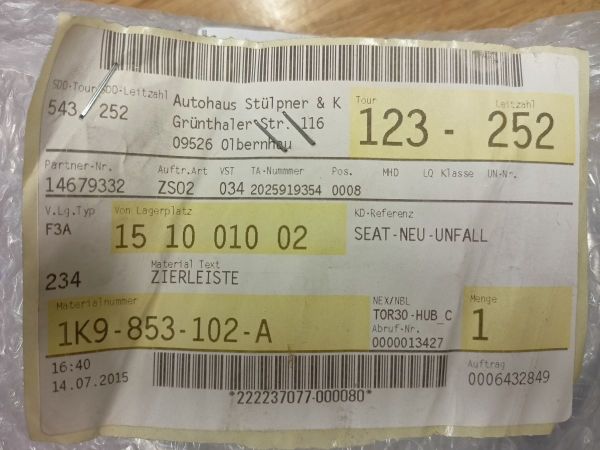 SDD-Tour SDD-Leitzahl
543 / 252
Autohaus Stülpner & K
Grünthaler Str. 116
09526 Olbernhau
Tour Leitzahl
123 - 252
Partner-Nr. Auftr.Art VST TA-Nummmer Pos. MHD LQ Klasse UN-Nr.
14679332 ZS02 034 2025919354 0008
V.Lg.Typ Von Lagerplatz KD-Referenz
F3A 15 10 010 02 SEAT-NEU-UNFALL
Material Text
234 ZIERLEISTE
Materialnummer NEX/NBL Menge
1K9-853-102-A TOR30-HUB_C 1
Abruf-Nr.
0000013427
16:40
14.07.2015
*222237077-000080*
Auftrag
0006432849